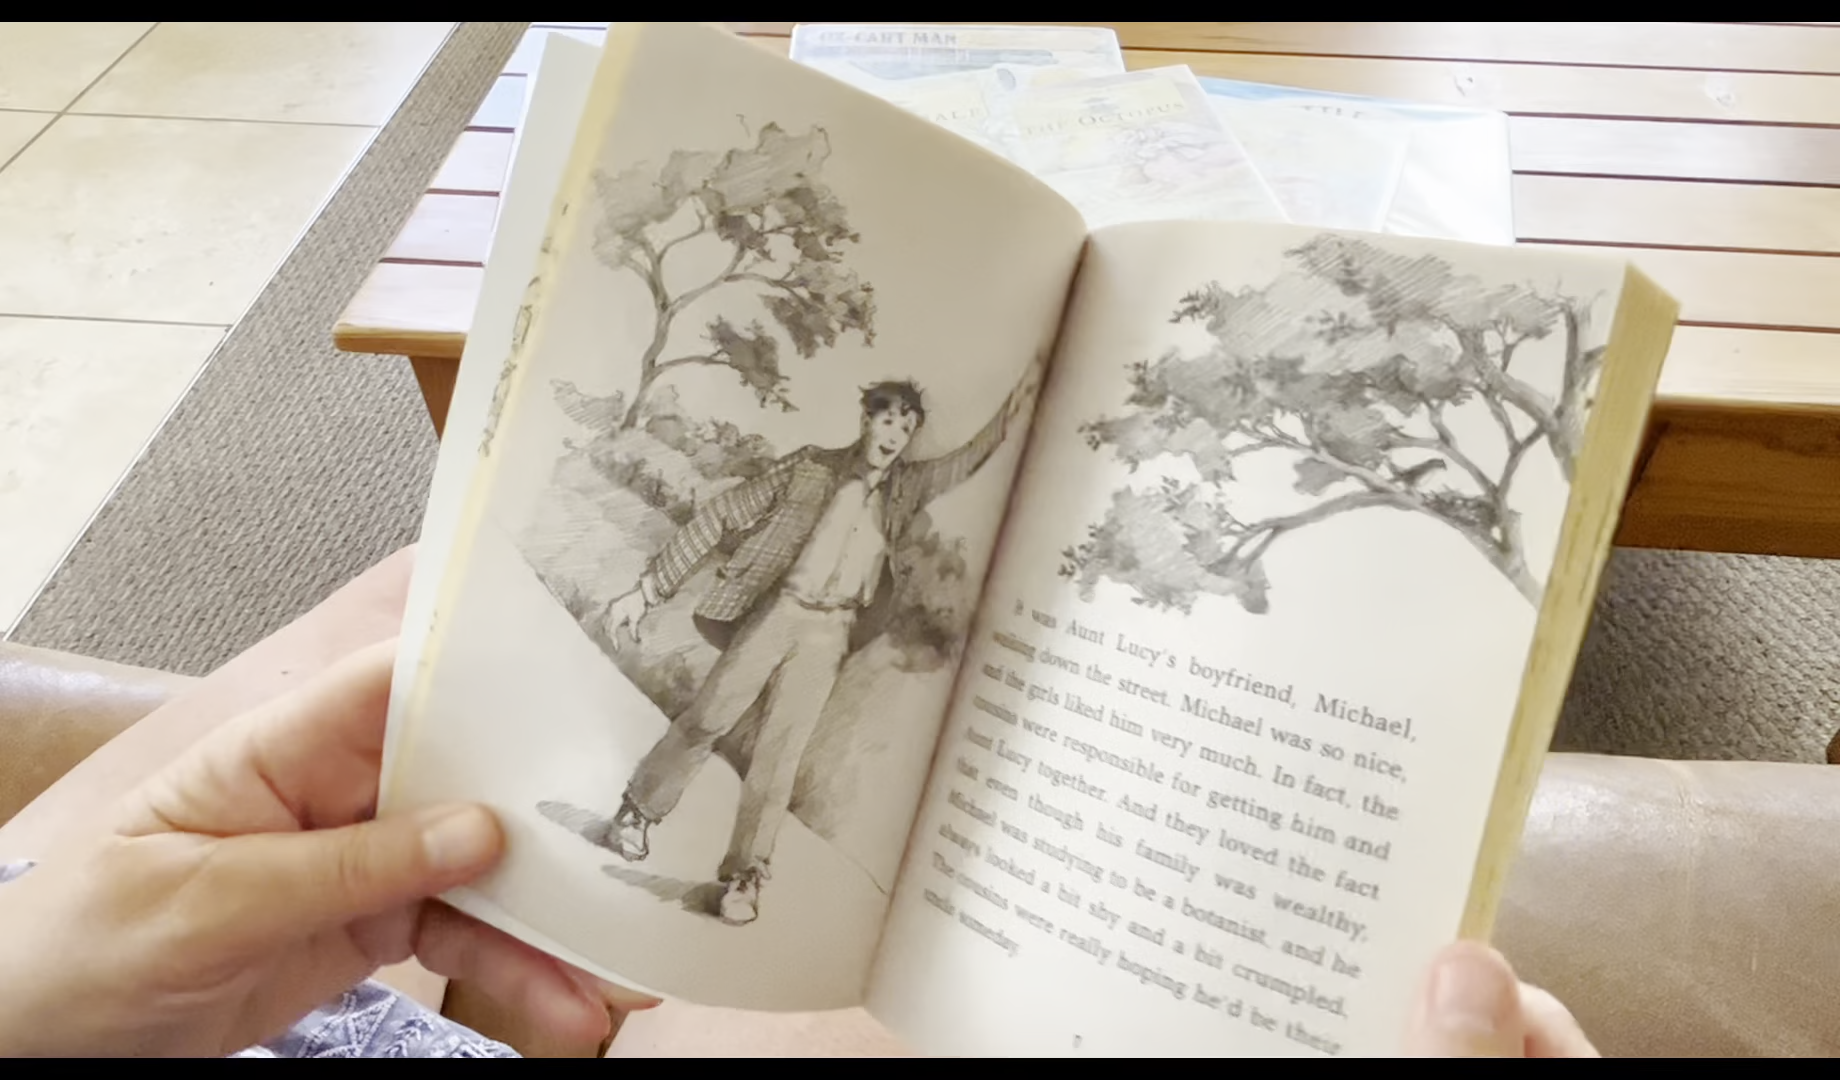 OX-CART MAN
THE OCTOPUS
It was Aunt Lucy's boyfriend, Michael,
walking down the street. Michael was so nice,
and the girls liked him very much. In fact, the
cousins were responsible for getting him and
Aunt Lucy together. And they loved the fact
that even though his family was wealthy,
Michael was studying to be a botanist, and he
always looked a bit shy and a bit crumpled.
The cousins were really hoping he'd be their
uncle someday.